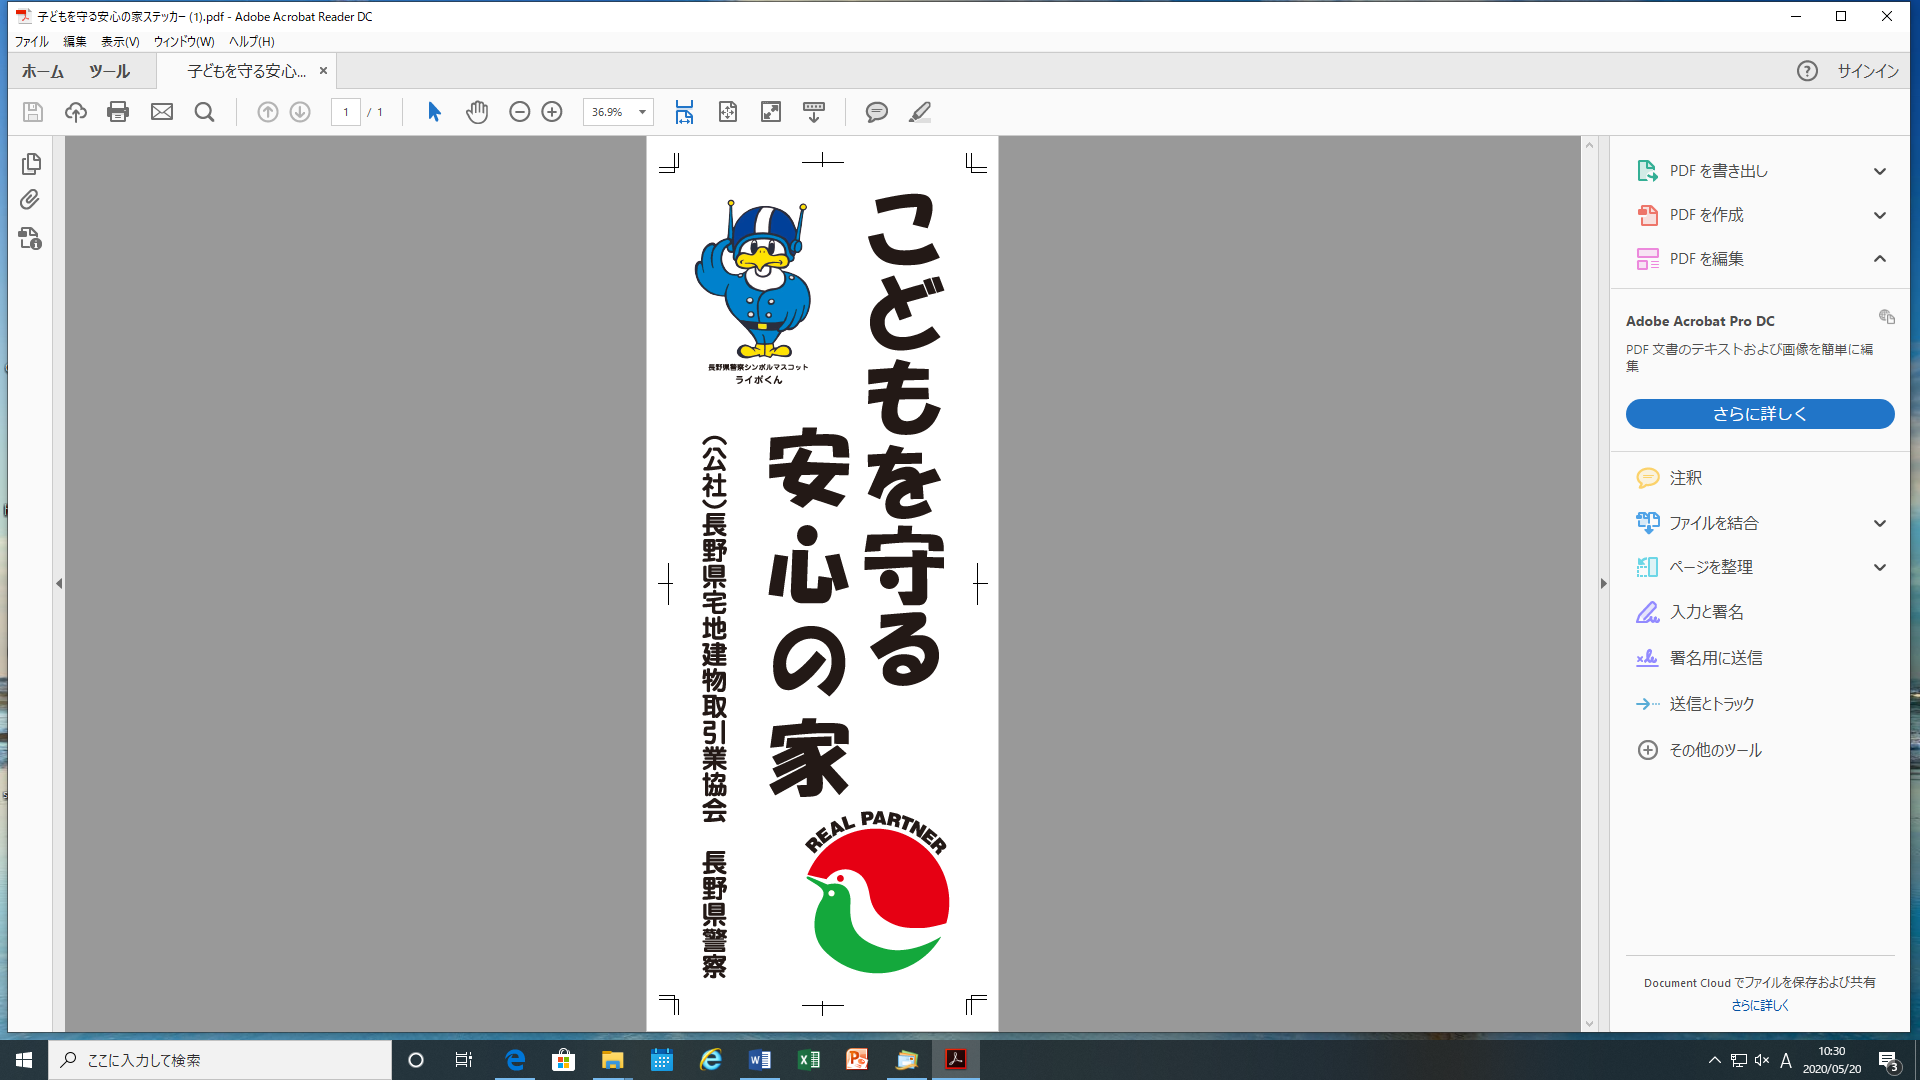 子どもを守る安心の家ステッカー (1).pdf - Adobe Acrobat Reader DC
ファイル 編集 表示(V) ウィンドウ(W) ヘルプ(H)
ホーム ツール 子どもを守る安心... × サインイン
1 / 1 36.9%
こどもを守る
安心の家
長野県警察シンボルマスコット
ライポくん
（公社）長野県宅地建物取引業協会 長野県警察
REAL PARTNER
PDF を書き出し
PDF を作成
PDF を編集
Adobe Acrobat Pro DC
PDF 文書のテキストおよび画像を簡単に編
集
さらに詳しく
注釈
ファイルを結合
ページを整理
入力と署名
署名用に送信
送信とトラック
その他のツール
Document Cloud でファイルを保存および共有
さらに詳しく
ここに入力して検索
A
10:30
2020/05/20
3